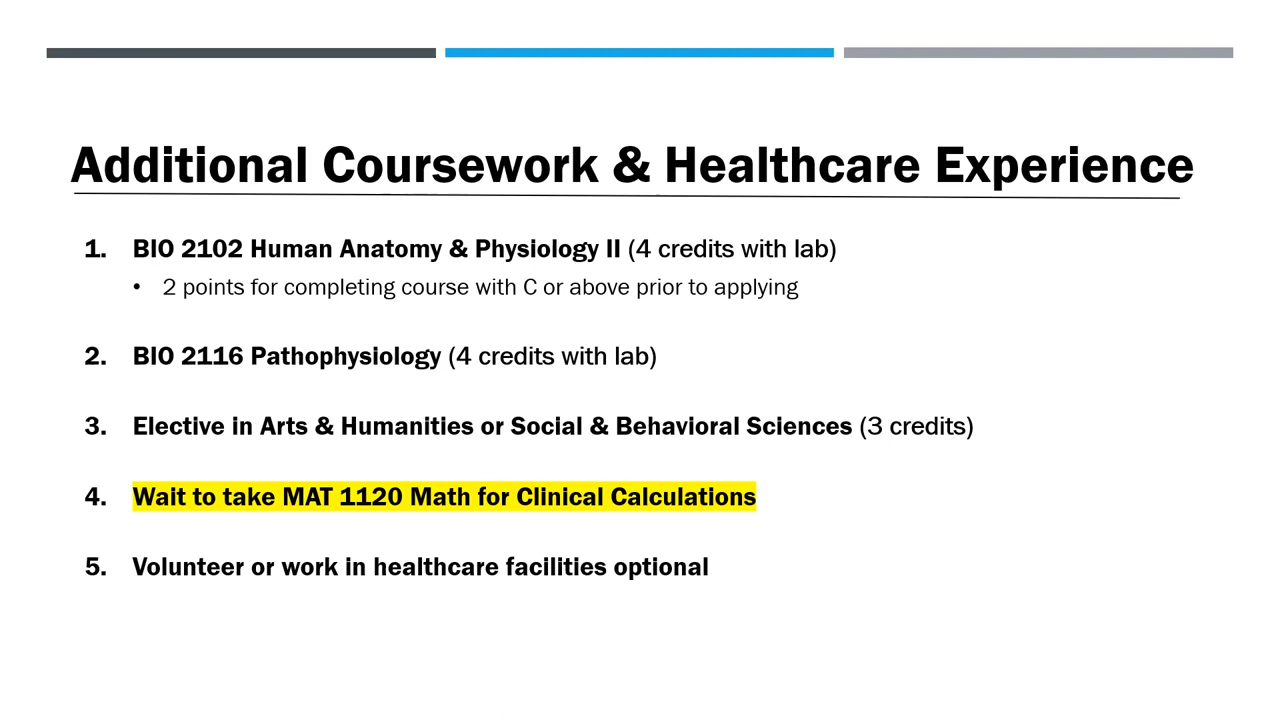 Additional Coursework & Healthcare Experience
1. BIO 2102 Human Anatomy & Physiology II (4 credits with lab)
• 2 points for completing course with C or above prior to applying
2. BIO 2116 Pathophysiology (4 credits with lab)
3. Elective in Arts & Humanities or Social & Behavioral Sciences (3 credits)
4. Wait to take MAT 1120 Math for Clinical Calculations
5. Volunteer or work in healthcare facilities optional